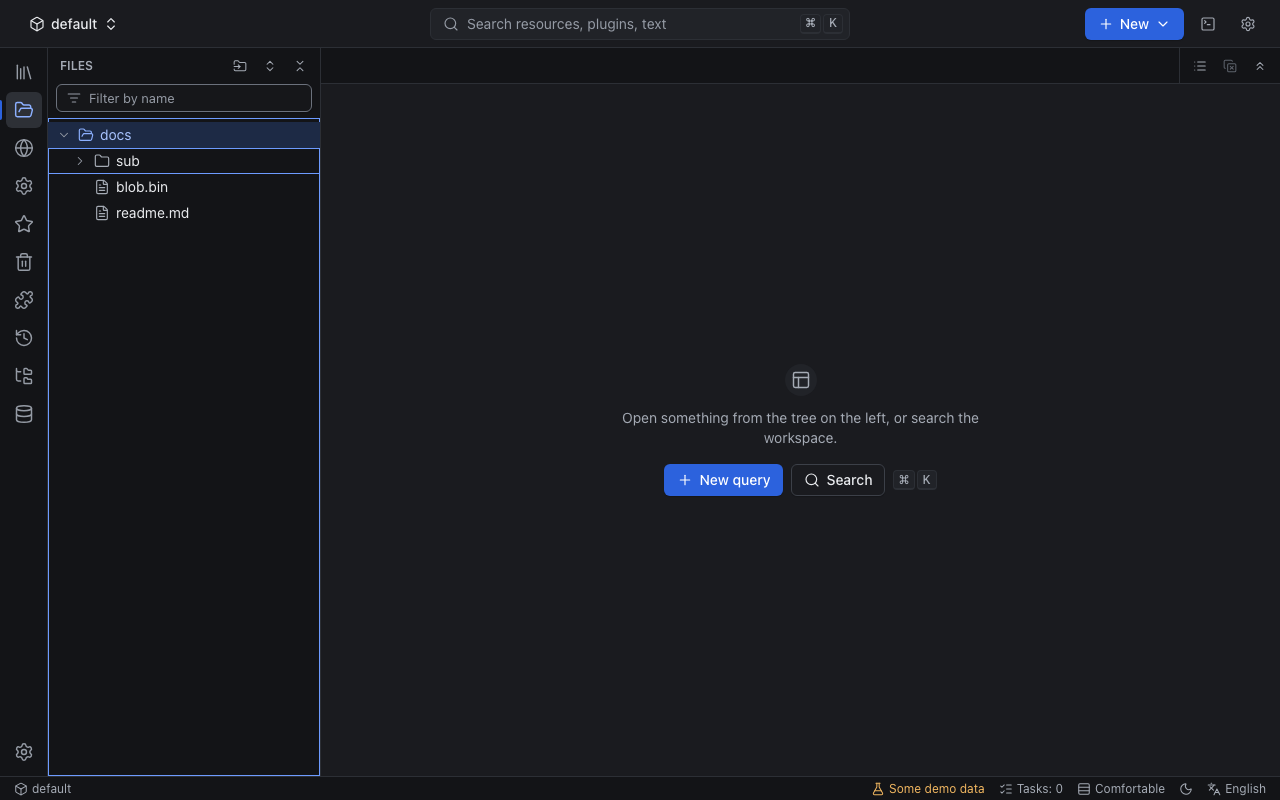 default
Search resources, plugins, text
⌘ K
New
FILES
Filter by name
docs
sub
blob.bin
readme.md
Open something from the tree on the left, or search the
workspace.
New query
Search
⌘ K
default
Some demo data
Tasks: 0
Comfortable
English